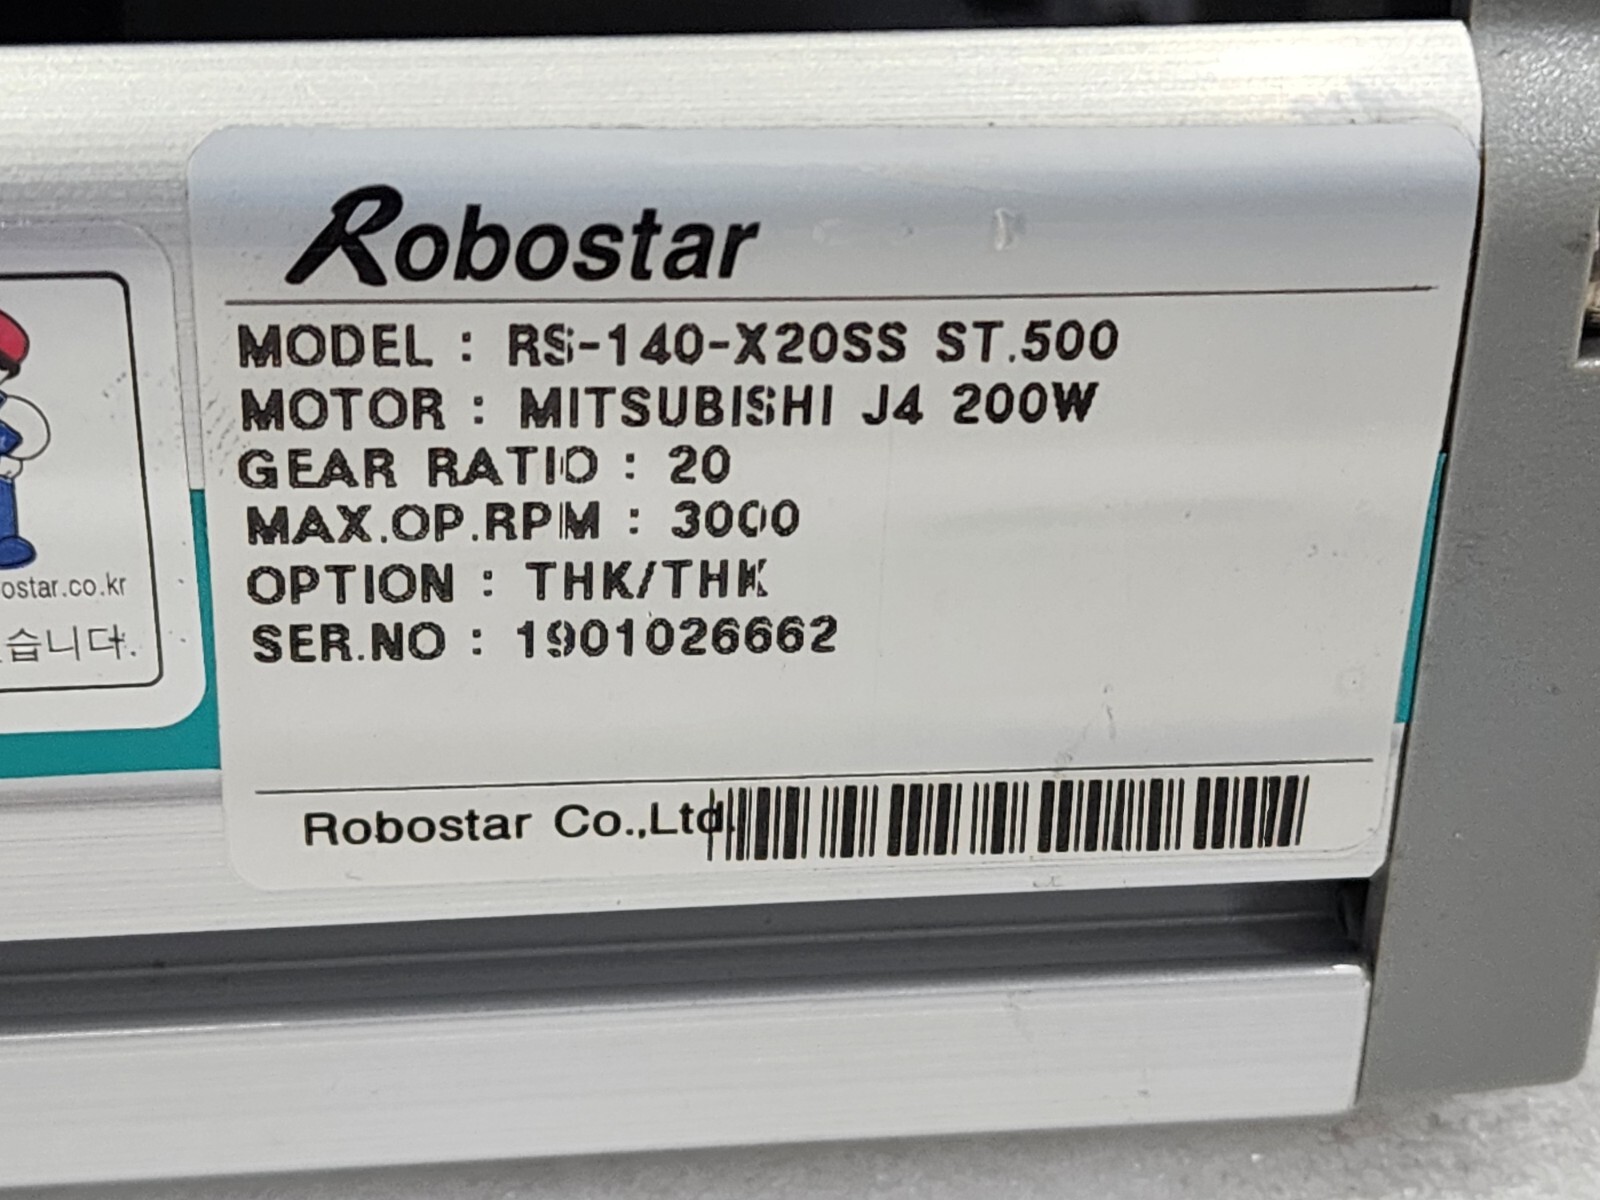 Robostar
MODEL : RS-140-X20SS ST.500
MOTOR : MITSUBISHI J4 200W
GEAR RATIO : 20
MAX.OP.RPM : 3000
OPTION : THK/THK
SER.NO : 1901026662
Robostar Co.,Ltd.
ostar.co.kr
습니다.